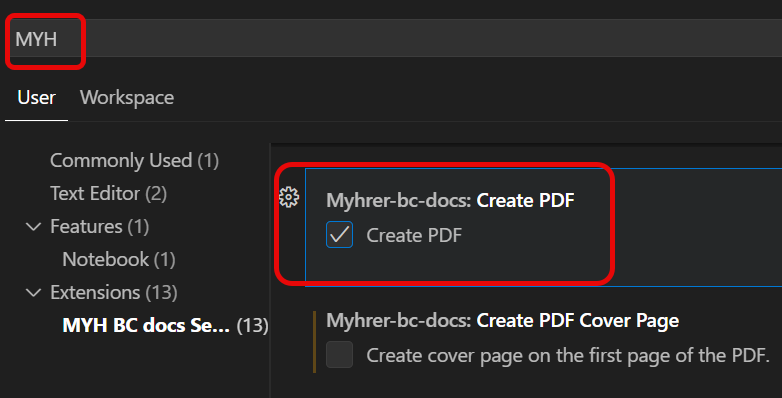 MYH
User Workspace
Commonly Used (1)
Text Editor (2)
Features (1)
Notebook (1)
Extensions (13)
MYH BC docs Se... (13)
Myhrer-bc-docs: Create PDF
Create PDF
Myhrer-bc-docs: Create PDF Cover Page
Create cover page on the first page of the PDF.